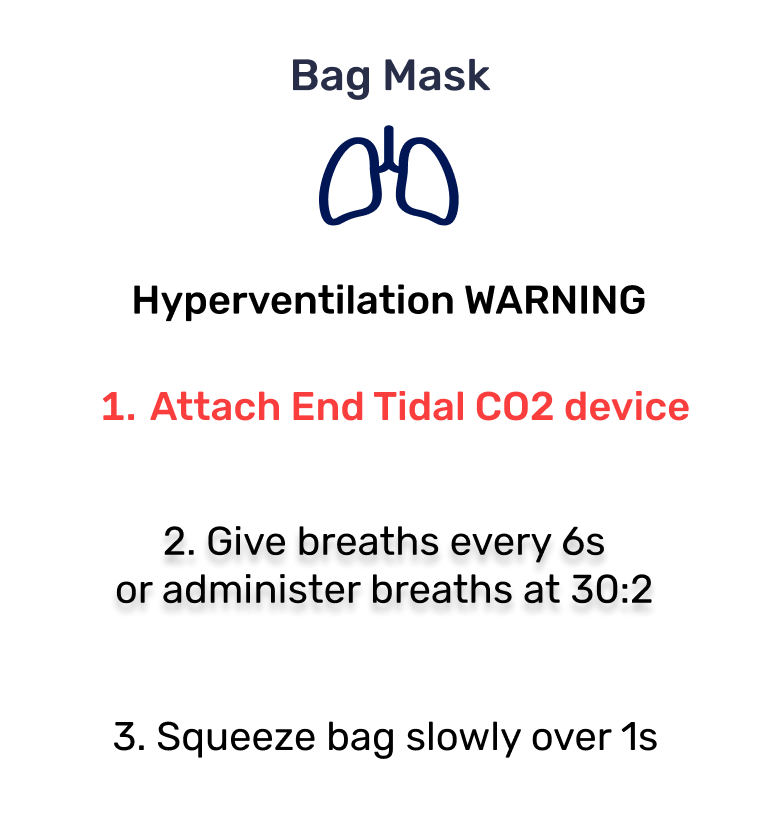 Bag Mask
Hyperventilation WARNING
1. Attach End Tidal CO2 device
2. Give breaths every 6s
or administer breaths at 30:2
3. Squeeze bag slowly over 1s